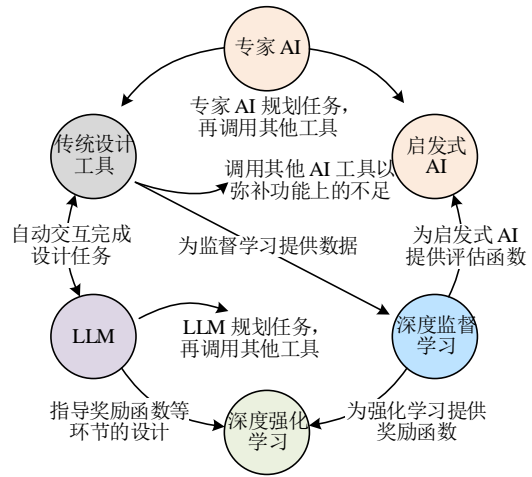 专家 AI
专家 AI 规划任务，
再调用其他工具
传统设计
工具
启发式
AI
调用其他 AI 工具以
弥补功能上的不足
自动交互完成
设计任务
为监督学习提供数据
为启发式 AI
提供评估函数
LLM
LLM 规划任务，
再调用其他工具
深度监督
学习
指导奖励函数等
环节的设计
深度强化
学习
为强化学习提供
奖励函数